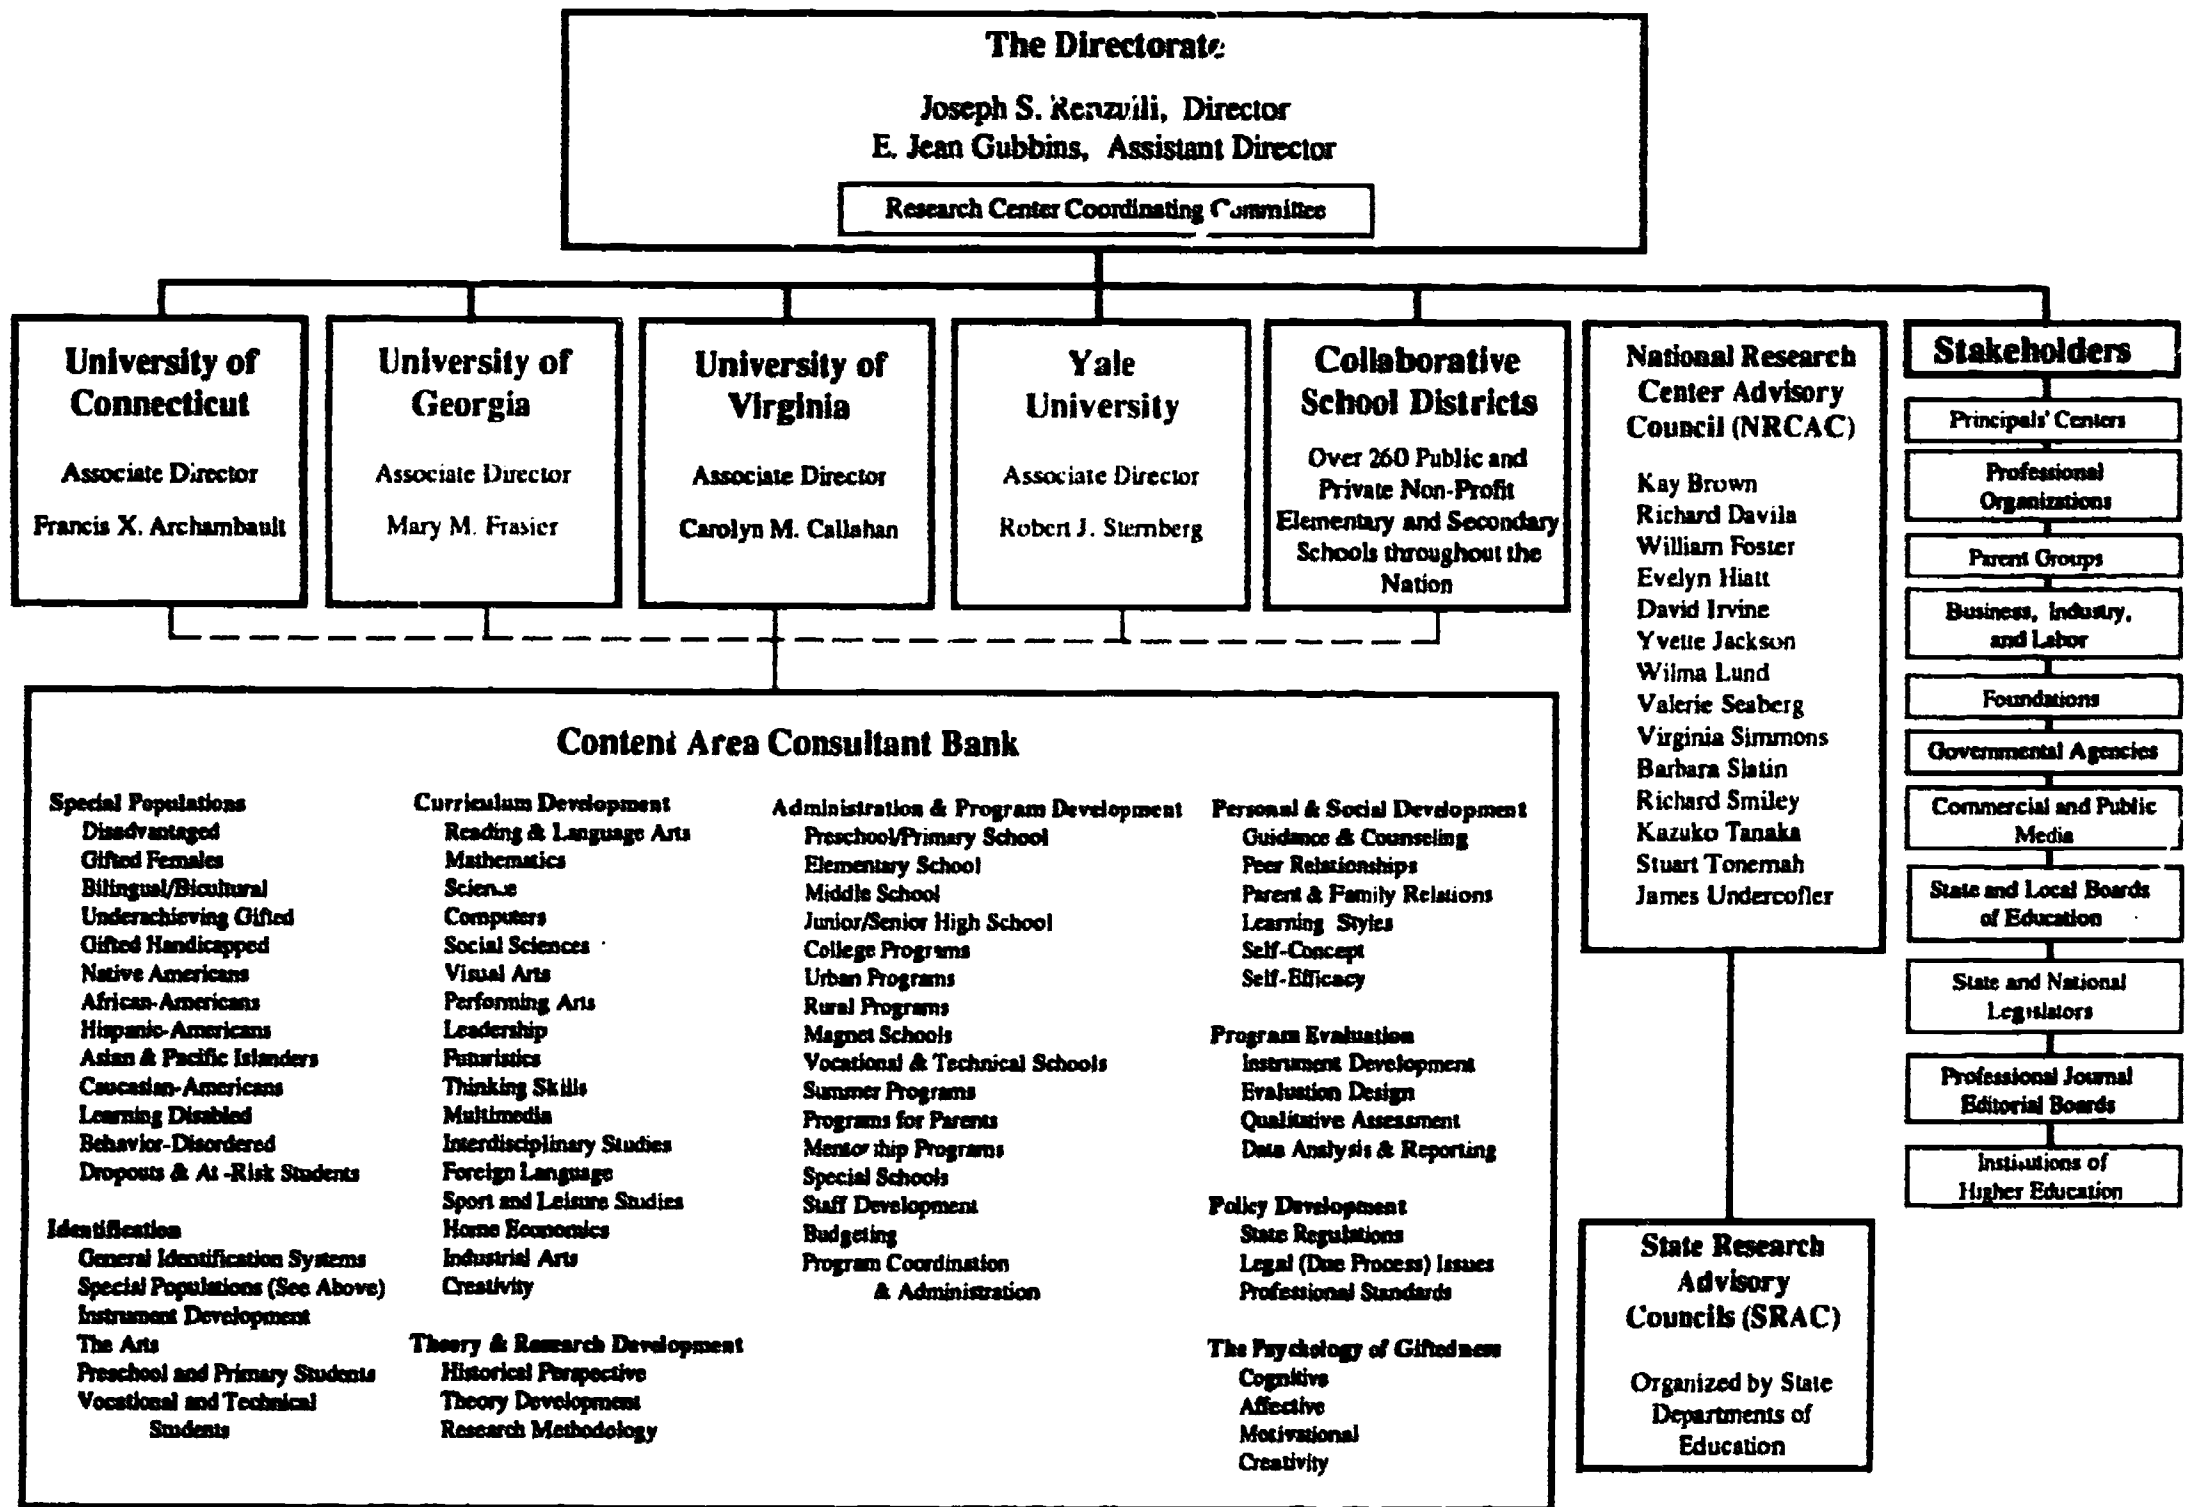 The Directorate
Joseph S. Renzulli, Director
E. Jean Gubbins, Assistant Director
Research Center Coordinating Committee
University of
Connecticut
Associate Director
Francis X. Archambault
University of
Georgia
Associate Director
Mary M. Frasier
University of
Virginia
Associate Director
Carolyn M. Callahan
Yale
University
Associate Director
Robert J. Sternberg
Collaborative
School Districts
Over 260 Public and
Private Non-Profit
Elementary and Secondary
Schools throughout the
Nation
National Research
Center Advisory
Council (NRCAC)
Kay Brown
Richard Davila
William Foster
Evelyn Hiatt
David Irvine
Yvette Jackson
Wilma Lund
Valerie Seaberg
Virginia Simmons
Barbara Slatin
Richard Smiley
Kazuko Tanaka
Stuart Tonemah
James Undercofler
Stakeholders
Principals' Centers
Professional
Organizations
Parent Groups
Business, Industry,
and Labor
Foundations
Governmental Agencies
Commercial and Public
Media
State and Local Boards
of Education
State and National
Legislators
Professional Journal
Editorial Boards
Institutions of
Higher Education
Content Area Consultant Bank
Special Populations
Disadvantaged
Gifted Females
Bilingual/Bicultural
Underachieving Gifted
Gifted Handicapped
Native Americans
African-Americans
Hispanic-Americans
Asian & Pacific Islanders
Caucasian-Americans
Learning Disabled
Behavior-Disordered
Dropouts & At -Risk Students
Identification
General Identification Systems
Special Populations (See Above)
Instrument Development
The Arts
Preschool and Primary Students
Vocational and Technical
Students
Curriculum Development
Reading & Language Arts
Mathematics
Science
Computers
Social Sciences
Visual Arts
Performing Arts
Leadership
Futuristics
Thinking Skills
Multimedia
Interdisciplinary Studies
Foreign Language
Sport and Leisure Studies
Home Economics
Industrial Arts
Creativity
Theory & Research Development
Historical Perspective
Theory Development
Research Methodology
Administration & Program Development
Preschool/Primary School
Elementary School
Middle School
Junior/Senior High School
College Programs
Urban Programs
Rural Programs
Magnet Schools
Vocational & Technical Schools
Summer Programs
Programs for Parents
Mentorship Programs
Special Schools
Staff Development
Budgeting
Program Coordination
& Administration
Personal & Social Development
Guidance & Counseling
Peer Relationships
Parent & Family Relations
Learning Styles
Self-Concept
Self-Efficacy
Program Evaluation
Instrument Development
Evaluation Design
Qualitative Assessment
Data Analysis & Reporting
Policy Development
State Regulations
Legal (Due Process) Issues
Professional Standards
The Psychology of Giftedness
Cognitive
Affective
Motivational
Creativity
State Research
Advisory
Councils (SRAC)
Organized by State
Departments of
Education